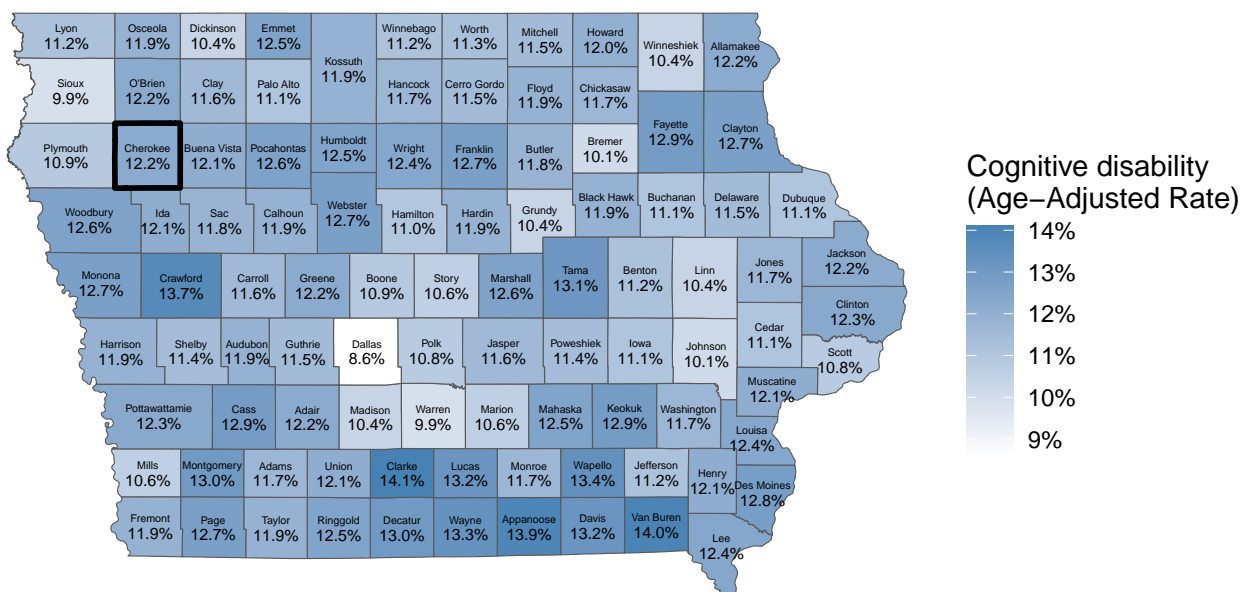 Lyon
11.2%
Osceola
11.9%
Dickinson
10.4%
Emmet
12.5%
Kossuth
11.9%
Winnebago
11.2%
Worth
11.3%
Mitchell
11.5%
Howard
12.0%
Winneshiek
10.4%
Allamakee
12.2%
Sioux
9.9%
O'Brien
12.2%
Clay
11.6%
Palo Alto
11.1%
Hancock
11.7%
Cerro Gordo
11.5%
Floyd
11.9%
Chickasaw
11.7%
Plymouth
10.9%
Cherokee
12.2%
Buena Vista
12.1%
Pocahontas
12.6%
Humboldt
12.5%
Wright
12.4%
Franklin
12.7%
Butler
11.8%
Bremer
10.1%
Fayette
12.9%
Clayton
12.7%
Woodbury
12.6%
Ida
12.1%
Sac
11.8%
Calhoun
11.9%
Webster
12.7%
Hamilton
11.0%
Hardin
11.9%
Grundy
10.4%
Black Hawk
11.9%
Buchanan
11.1%
Delaware
11.5%
Dubuque
11.1%
Monona
12.7%
Crawford
13.7%
Carroll
11.6%
Greene
12.2%
Boone
10.9%
Story
10.6%
Marshall
12.6%
Tama
13.1%
Benton
11.2%
Linn
10.4%
Jones
11.7%
Jackson
12.2%
Clinton
12.3%
Harrison
11.9%
Shelby
11.4%
Audubon
11.9%
Guthrie
11.5%
Dallas
8.6%
Polk
10.8%
Jasper
11.6%
Poweshiek
11.4%
Iowa
11.1%
Johnson
10.1%
Cedar
11.1%
Scott
10.8%
Muscatine
12.1%
Pottawattamie
12.3%
Cass
12.9%
Adair
12.2%
Madison
10.4%
Warren
9.9%
Marion
10.6%
Mahaska
12.5%
Keokuk
12.9%
Washington
11.7%
Louisa
12.4%
Mills
10.6%
Montgomery
13.0%
Adams
11.7%
Union
12.1%
Clarke
14.1%
Lucas
13.2%
Monroe
11.7%
Wapello
13.4%
Jefferson
11.2%
Henry
12.1%
Des Moines
12.8%
Fremont
11.9%
Page
12.7%
Taylor
11.9%
Ringgold
12.5%
Decatur
13.0%
Wayne
13.3%
Appanoose
13.9%
Davis
13.2%
Van Buren
14.0%
Lee
12.4%
Cognitive disability
(Age−Adjusted Rate)
14%
13%
12%
11%
10%
9%